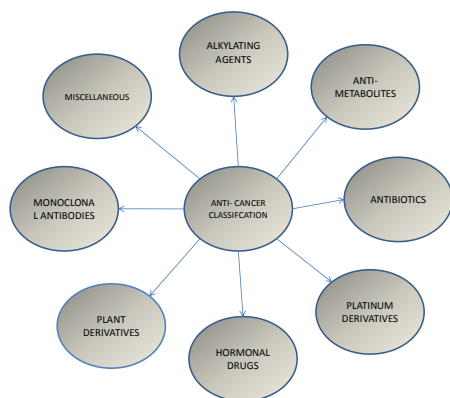 ALKYLATING
AGENTS
ANTI-
METABOLITES
MISCELLANEOUS
ANTI- CANCER
CLASSIFCATION
ANTIBIOTICS
MONOCLONA
L ANTIBODIES
PLATINUM
DERIVATIVES
PLANT
DERIVATIVES
HORMONAL
DRUGS